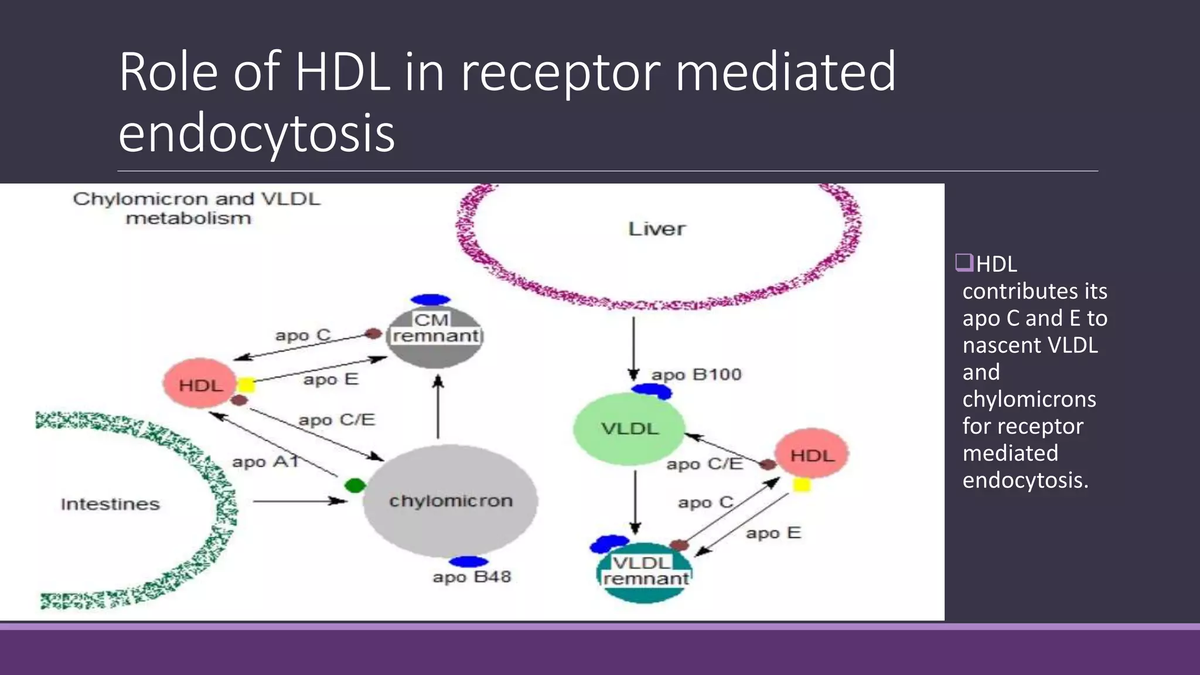 Role of HDL in receptor mediated
endocytosis
Chylomicron and VLDL
metabolism
Liver
CM
remnant
apo C
HDL
apo E
apo C/E
apo A1
Intestines
chylomicron
apo B48
apo B100
VLDL
HDL
apo C/E
apo C
apo E
VLDL
remnant
❑HDL
contributes its
apo C and E to
nascent VLDL
and
chylomicrons
for receptor
mediated
endocytosis.